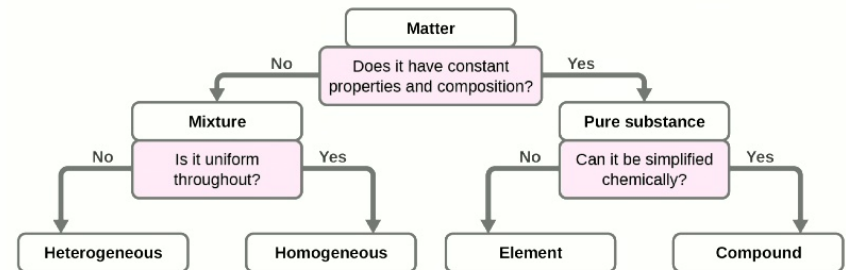 Matter
No
Does it have constant
properties and composition?
Yes
Mixture
Pure substance
No
Is it uniform
throughout?
Yes
No
Can it be simplified
chemically?
Yes
Heterogeneous
Homogeneous
Element
Compound